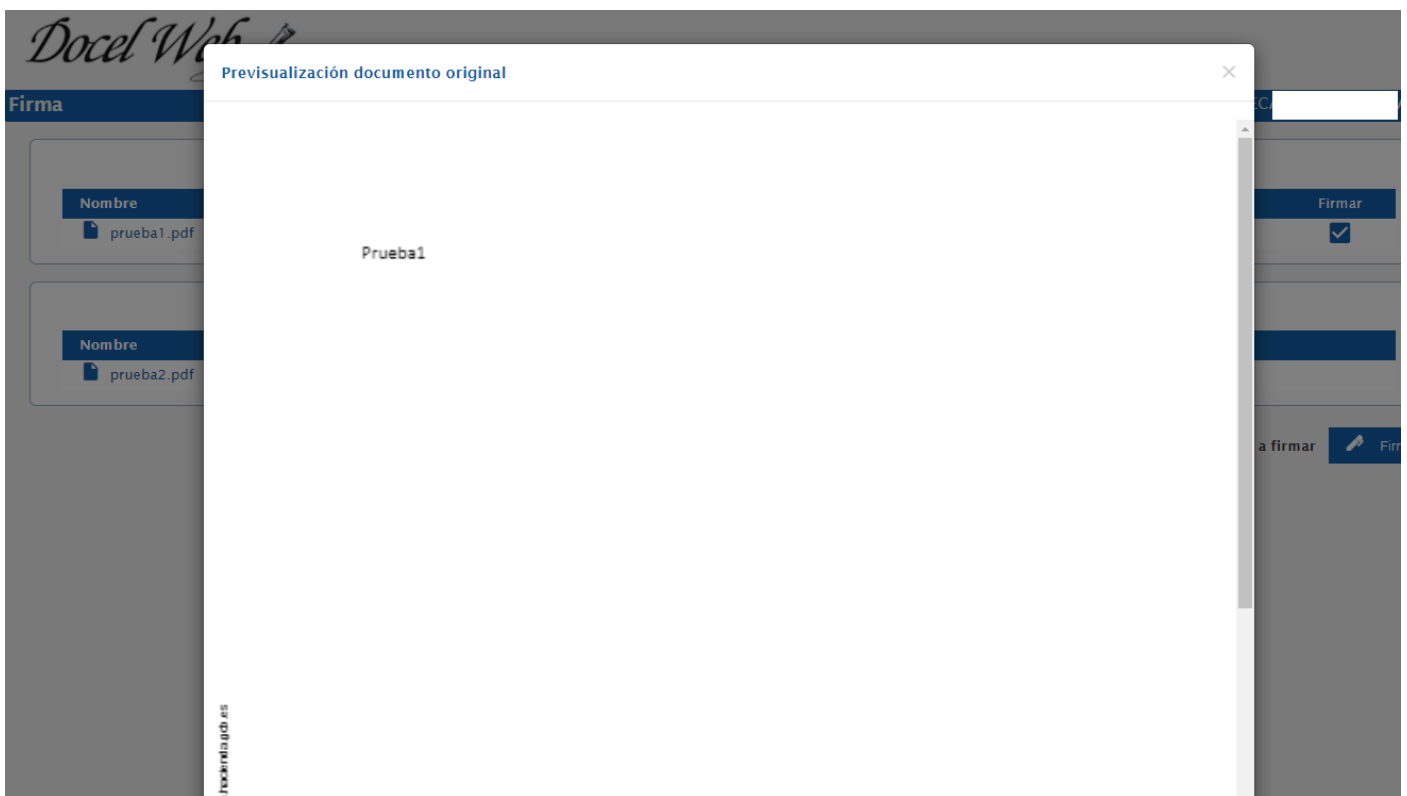 Docel Web
Previsualización documento original
Firma
Nombre
Firmar
prueba1.pdf
Prueba1
Nombre
prueba2.pdf
a firmar